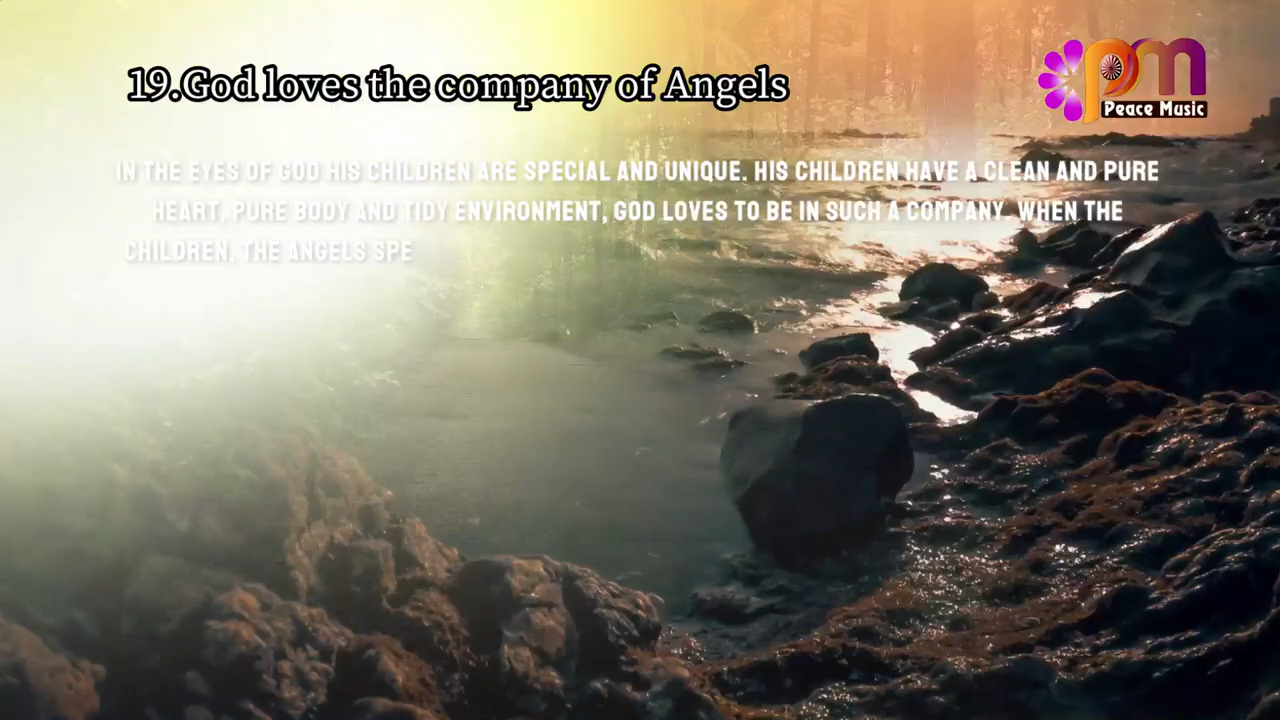 19.God loves the company of Angels
pm
Peace Music
IN THE EYES OF GOD HIS CHILDREN ARE SPECIAL AND UNIQUE. HIS CHILDREN HAVE A CLEAN AND PURE
HEART, PURE BODY AND TIDY ENVIRONMENT, GOD LOVES TO BE IN SUCH A COMPANY. WHEN THE
CHILDREN, THE ANGELS SPE